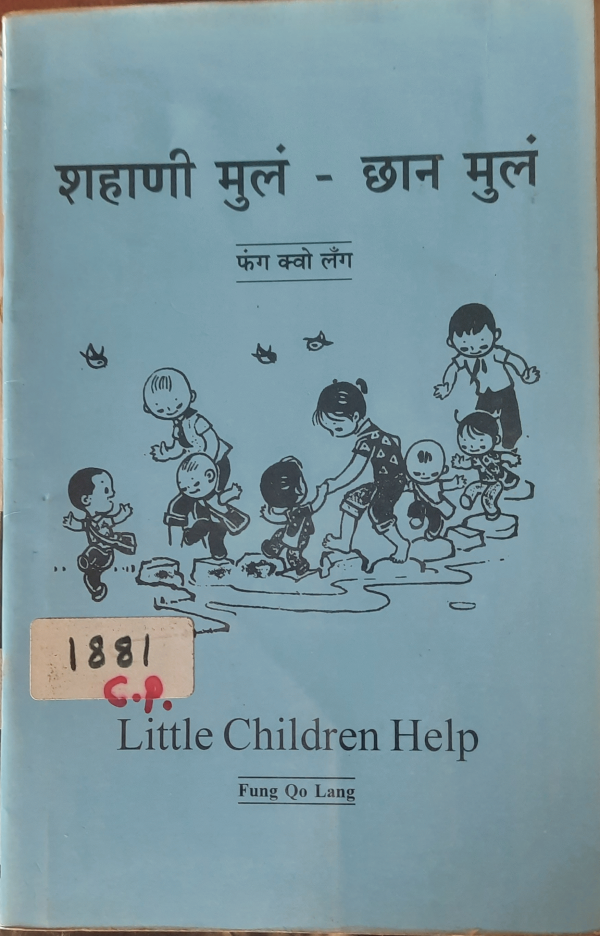 शहाणी मुलं - छान मुलं
फंग क्वो लँग
1881
C.P.
Little Children Help
Fung Qo Lang